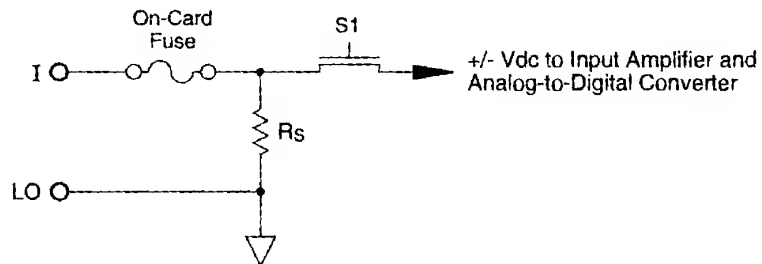 On-Card
Fuse
S1
I
+/- Vdc to Input Amplifier and
Analog-to-Digital Converter
Rs
LO